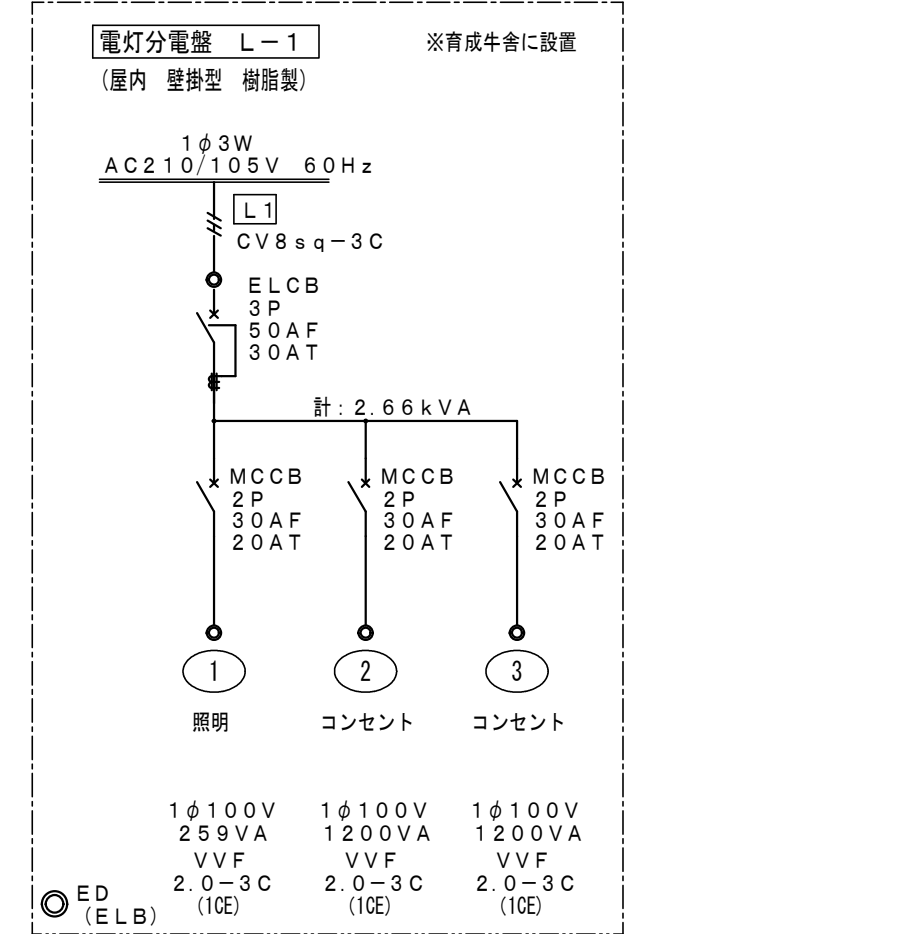 電灯分電盤　L－1
※育成牛舎に設置
(屋内　壁掛型　樹脂製)
1φ3W
AC210/105V　60Hz
L1
CV8sq－3C
ELCB
3P
50AF
30AT
計:2.66kVA
MCCB
2P
30AF
20AT
MCCB
2P
30AF
20AT
MCCB
2P
30AF
20AT
1
2
3
照明
コンセント
コンセント
1φ100V
259VA
VVF
2.0－3C
(1CE)
1φ100V
1200VA
VVF
2.0－3C
(1CE)
1φ100V
1200VA
VVF
2.0－3C
(1CE)
ED
(ELB)